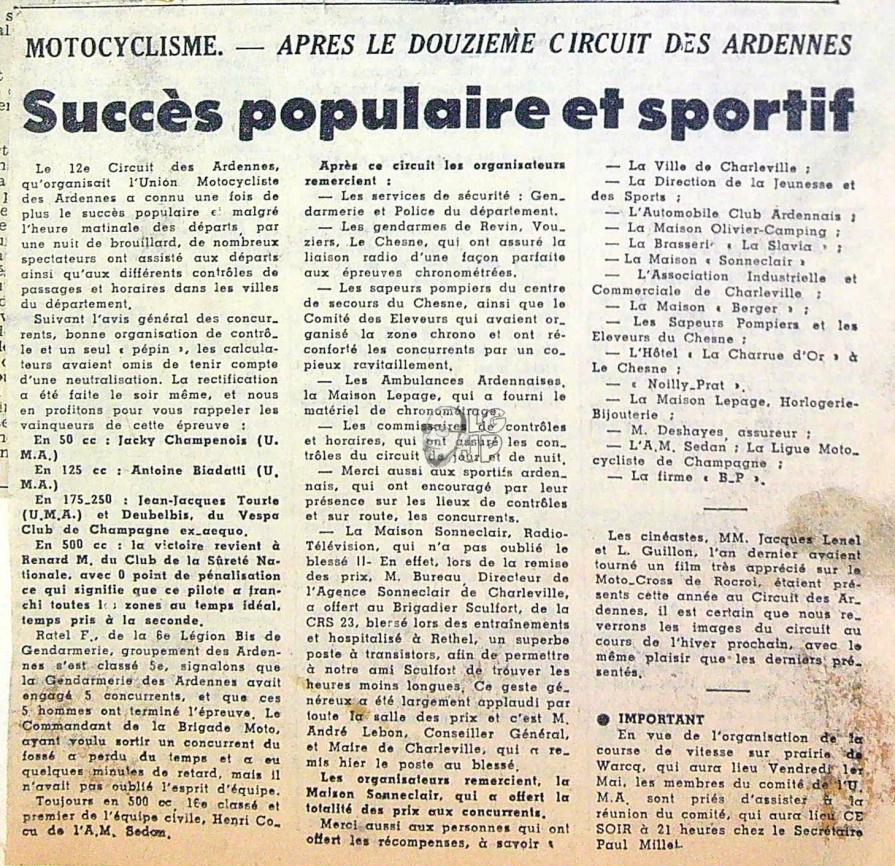 MOTOCYCLISME. — APRES LE DOUZIEME CIRCUIT DES ARDENNES
Succès populaire et sportif
Le 12e Circuit des Ardennes,
qu'organisait l'Union Motocycliste
des Ardennes a connu une fois de
plus le succès populaire et malgré
l'heure matinale des départs par
une nuit de brouillard, de nombreux
spectateurs ont assisté aux départs
ainsi qu'aux différents contrôles de
passages et horaires dans les villes
du département.
Suivant l'avis général des concur_
rents, bonne organisation de contrô_
le et un seul « pépin », les calcula_
teurs avaient omis de tenir compte
d'une neutralisation. La rectification
a été faite le soir même, et nous
en profitons pour vous rappeler les
vainqueurs de cette épreuve :
En 50 cc : Jacky Champenois (U.
M.A.)
En 125 cc : Antoine Biadatti (U.
M.A.)
En 175_250 : Jean-Jacques Tourte
(U.M.A.) et Deubelbis, du Vespa
Club de Champagne ex_aequo.
En 500 cc : la victoire revient à
Renard M. du Club de la Sûreté Na_
tionale, avec 0 point de pénalisation
ce qui signifie que ce pilote a fran_
chi toutes les zones au temps idéal,
temps pris à la seconde.
Ratel F., de la 6e Légion Bis de
Gendarmerie, groupement des Arden_
nes s'est classé 5e, signalons que
la Gendarmerie des Ardennes avait
engagé 5 concurrents, et que ces
5 hommes ont terminé l'épreuve. Le
Commandant de la Brigade Moto,
ayant voulu sortir un concurrent du
fossé a perdu du temps et a eu
quelques minutes de retard, mais il
n'avait pas oublié l'esprit d'équipe.
Toujours en 500 cc, 16e classé et
premier de l'équipe civile, Henri Co_
cu de l'A.M. Sedan.
Après ce circuit les organisateurs
remercient :
— Les services de sécurité : Gen_
darmerie et Police du département.
— Les gendarmes de Revin, Vou_
ziers, Le Chesne, qui ont assuré la
liaison radio d'une façon parfaite
aux épreuves chronométrées.
— Les sapeurs pompiers du centre
de secours du Chesne, ainsi que le
Comité des Eleveurs qui avaient or_
ganisé la zone chrono et ont ré_
conforté les concurrents par un co_
pieux ravitaillement.
— Les Ambulances Ardennaises,
la Maison Lepage, qui a fourni le
matériel de chronométrage.
— Les commissaires de contrôles
et horaires, qui ont assuré les con_
trôles du circuit de jour et de nuit.
— Merci aussi aux sportifs arden_
nais, qui ont encouragé par leur
présence sur les lieux de contrôles
et sur route, les concurrents.
— La Maison Sonneclair, Radio-
Télévision, qui n'a pas oublié le
blessé !!- En effet, lors de la remise
des prix, M. Bureau, Directeur de
l'Agence Sonneclair de Charleville,
a offert au Brigadier Sculfort, de la
CRS 23, blessé lors des entraînements
et hospitalisé à Rethel, un superbe
poste à transistors, afin de permettre
à notre ami Sculfort de trouver les
heures moins longues. Ce geste gé_
néreux a été largement applaudi par
toute la salle des prix et c'est M.
André Lebon, Conseiller Général,
et Maire de Charleville, qui a re_
mis hier le poste au blessé.
Les organisateurs remercient, la
Maison Sonneclair, qui a offert la
totalité des prix aux concurrents.
Merci aussi aux personnes qui ont
offert les récompenses, à savoir :
— La Ville de Charleville ;
— La Direction de la Jeunesse et
des Sports ;
— L'Automobile Club Ardennais ;
— La Maison Olivier-Camping ;
— La Brasserie « La Slavia » ;
— La Maison « Sonneclair »
— L'Association Industrielle et
Commerciale de Charleville ;
— La Maison « Berger » ;
— Les Sapeurs Pompiers et les
Eleveurs du Chesne ;
— L'Hôtel « La Charrue d'Or » à
Le Chesne ;
— « Noilly_Prat ».
— La Maison Lepage, Horlogerie-
Bijouterie ;
— M. Deshayes, assureur ;
— L'A.M. Sedan ; La Ligue Moto_
cycliste de Champagne ;
— La firme « B_P ».
Les cinéastes, MM. Jacques Lenel
et L. Guillon, l'an dernier avaient
tourné un film très apprécié sur le
Moto_Cross de Rocroi, étaient pré_
sents cette année au Circuit des Ar_
dennes, il est certain que nous re_
verrons les images du circuit au
cours de l'hiver prochain, avec le
même plaisir que les derniers pré_
sentés.
● IMPORTANT
En vue de l'organisation de la
course de vitesse sur prairie de
Warcq, qui aura lieu Vendredi 1er
Mai, les membres du comité de l'U.
M.A. sont priés d'assister à la
réunion du comité, qui aura lieu CE
SOIR à 21 heures chez le Secrétaire
Paul Millet.